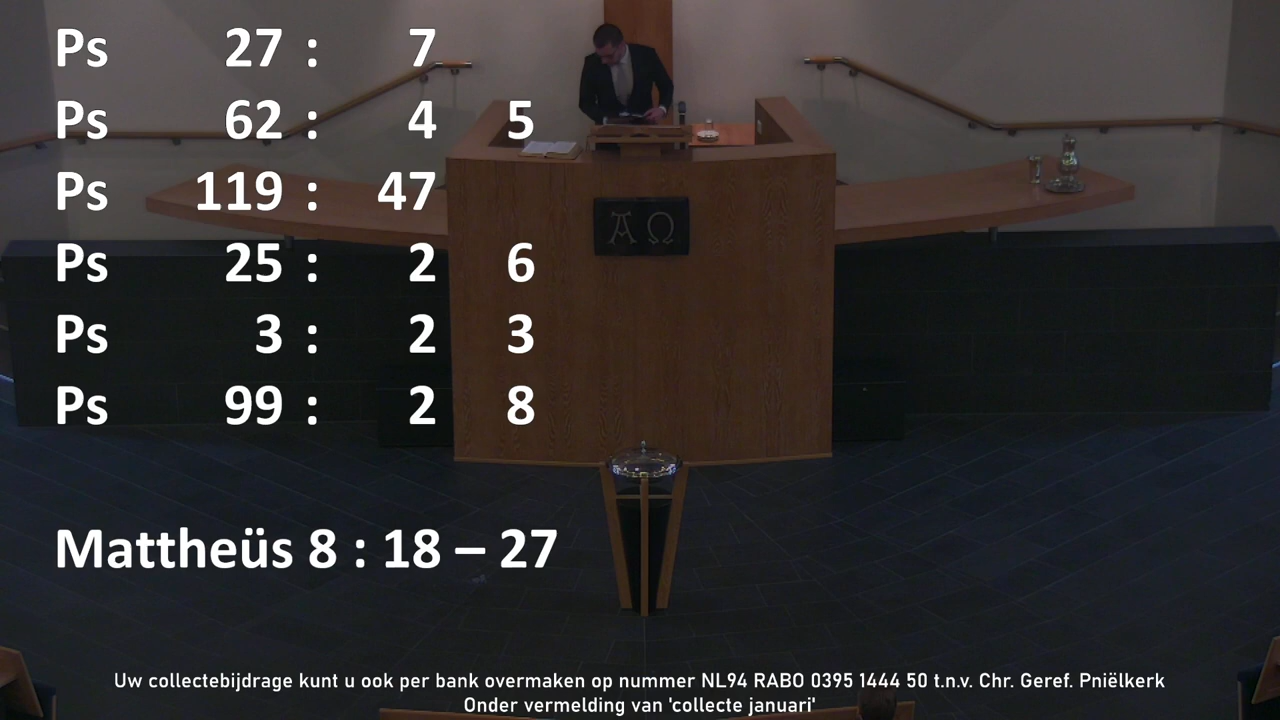 Ps 27 : 7
Ps 62 : 4 5
Ps 119 : 47
Ps 25 : 2 6
Ps 3 : 2 3
Ps 99 : 2 8
Α Ω
Mattheüs 8 : 18 – 27
Uw collectebijdrage kunt u ook per bank overmaken op nummer NL94 RABO 0395 1444 50 t.n.v. Chr. Geref. Pniëlkerk
Onder vermelding van 'collecte januari'